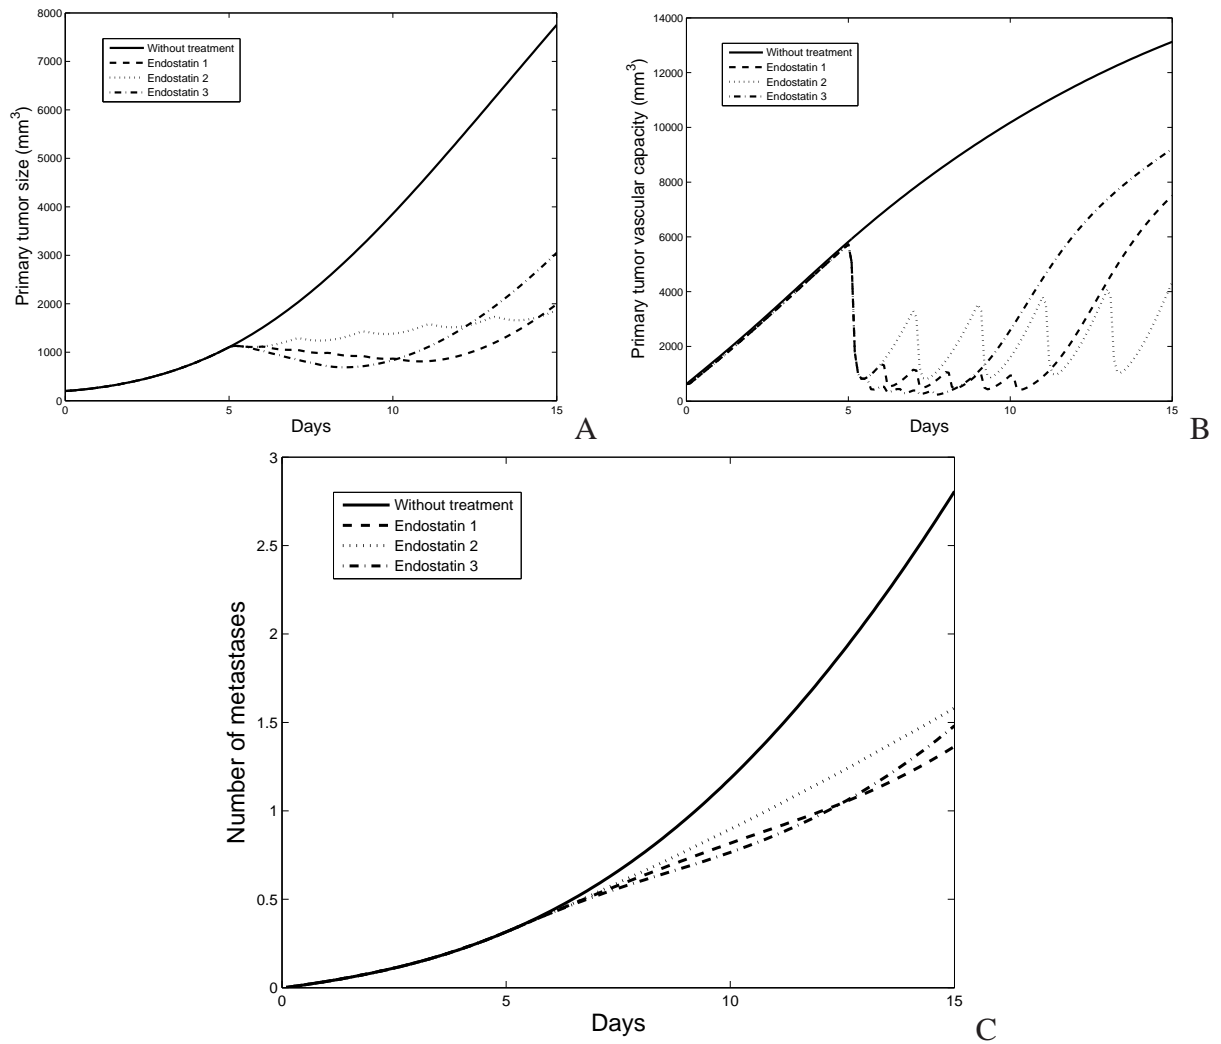 8000
7000
6000
5000
4000
3000
2000
1000
0
Primary tumor size (mm3)
Without treatment
Endostatin 1
Endostatin 2
Endostatin 3
0 5 10 15
Days
A
14000
12000
10000
8000
6000
4000
2000
0
Primary tumor vascular capacity (mm3)
Without treatment
Endostatin 1
Endostatin 2
Endostatin 3
0 5 10 15
Days
B
3
2.5
2
1.5
1
0.5
0
Number of metastases
Without treatment
Endostatin 1
Endostatin 2
Endostatin 3
0 5 10 15
Days
C